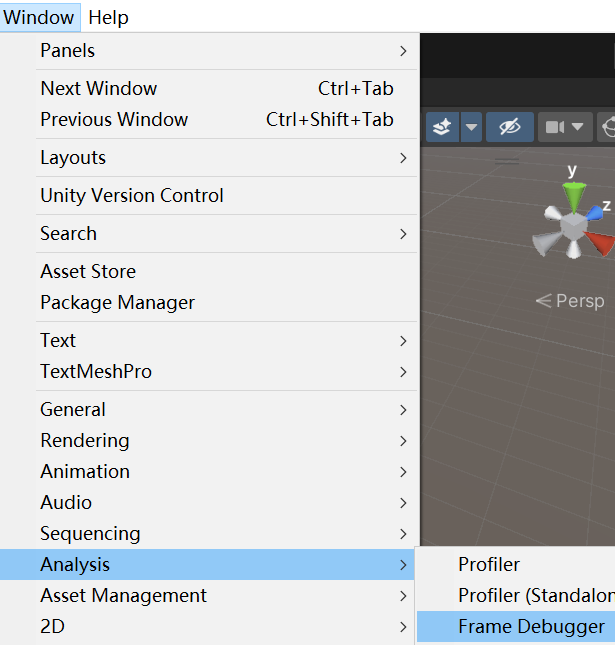 Window Help
Panels
Next Window Ctrl+Tab
Previous Window Ctrl+Shift+Tab
Layouts
Unity Version Control
Search
Asset Store
Package Manager
Text
TextMeshPro
General
Rendering
Animation
Audio
Sequencing
Analysis
Asset Management
2D
Profiler
Profiler (Standalon
Frame Debugger
y
z
Persp